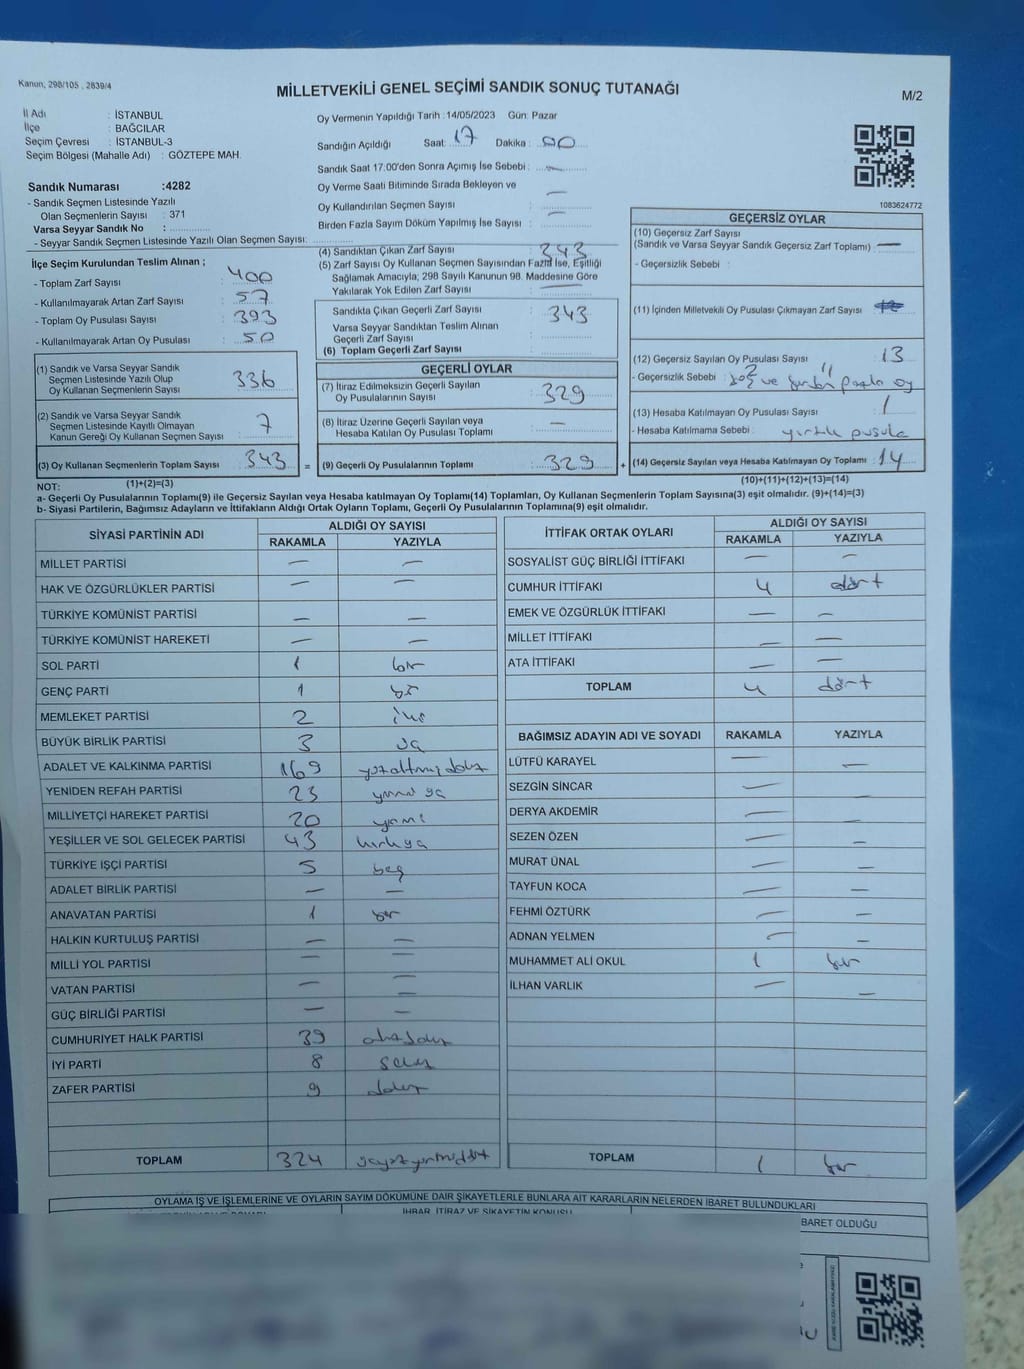 Kanun, 298/105 , 2839/4
MİLLETVEKİLİ GENEL SEÇİMİ SANDIK SONUÇ TUTANAĞI
M/2
İl Adı : İSTANBUL
İlçe : BAĞCILAR
Seçim Çevresi : İSTANBUL-3
Seçim Bölgesi (Mahalle Adı) : GÖZTEPE MAH.
Sandık Numarası :4282
- Sandık Seçmen Listesinde Yazılı
Olan Seçmenlerin Sayısı : 371
Varsa Seyyar Sandık No :
- Seyyar Sandık Seçmen Listesinde Yazılı Olan Seçmen Sayısı:
Oy Vermenin Yapıldığı Tarih : 14/05/2023 Gün: Pazar
Sandığın Açıldığı Saat: 17 Dakika : 00
Sandık Saat 17:00'den Sonra Açımış İse Sebebi : —
Oy Verme Saati Bitiminde Sırada Bekleyen ve
Oy Kullandırılan Seçmen Sayısı : —
Birden Fazla Sayım Döküm Yapılmış İse Sayısı : —
1083624772
İlçe Seçim Kurulundan Teslim Alınan ;
- Toplam Zarf Sayısı : 400
- Kullanılmayarak Artan Zarf Sayısı : 57
- Toplam Oy Pusulası Sayısı : 393
- Kullanılmayarak Artan Oy Pusulası : 50
(1) Sandık ve Varsa Seyyar Sandık
Seçmen Listesinde Yazılı Olup
Oy Kullanan Seçmenlerin Sayısı 336
(2) Sandık ve Varsa Seyyar Sandık
Seçmen Listesinde Kayıtlı Olmayan
Kanun Gereği Oy Kullanan Seçmen Sayısı : 7
(3) Oy Kullanan Seçmenlerin Toplam Sayısı 343 =
(1)+(2)=(3)
(4) Sandıktan Çıkan Zarf Sayısı : 343
(5) Zarf Sayısı Oy Kullanan Seçmen Sayısından Fazla İse, Eşitliği
Sağlamak Amacıyla; 298 Sayılı Kanunun 98. Maddesine Göre
Yakılarak Yok Edilen Zarf Sayısı : —
Sandıkta Çıkan Geçerli Zarf Sayısı : 343
Varsa Seyyar Sandıktan Teslim Alınan
Geçerli Zarf Sayısı :
(6) Toplam Geçerli Zarf Sayısı :
GEÇERLİ OYLAR
(7) İtiraz Edilmeksizin Geçerli Sayılan
Oy Pusulalarının Sayısı : 329
(8) İtiraz Üzerine Geçerli Sayılan veya
Hesaba Katılan Oy Pusulası Toplamı : —
(9) Geçerli Oy Pusulalarının Toplamı : 329 +
GEÇERSİZ OYLAR
(10) Geçersiz Zarf Sayısı
(Sandık ve Varsa Seyyar Sandık Geçersiz Zarf Toplamı) : —
- Geçersizlik Sebebi :
(11) İçinden Milletvekili Oy Pusulası Çıkmayan Zarf Sayısı :
(12) Geçersiz Sayılan Oy Pusulası Sayısı : 13
- Geçersizlik Sebebi : 2 11
boş ve birden fazla oy
(13) Hesaba Katılmayan Oy Pusulası Sayısı : 1
- Hesaba Katılmama Sebebi : yırtık pusula
(14) Geçersiz Sayılan veya Hesaba Katılmayan Oy Toplamı : 14
(10)+(11)+(12)+(13)=(14)
NOT:
a- Geçerli Oy Pusulalarının Toplamı(9) ile Geçersiz Sayılan veya Hesaba katılmayan Oy Toplamı(14) Toplamları, Oy Kullanan Seçmenlerin Toplam Sayısına(3) eşit olmalıdır. (9)+(14)=(3)
b- Siyasi Partilerin, Bağımsız Adayların ve İttifakların Aldığı Ortak Oyların Toplamı, Geçerli Oy Pusulalarının Toplamına(9) eşit olmalıdır.
SİYASİ PARTİNİN ADI ALDIĞI OY SAYISI
RAKAMLA YAZIYLA
MİLLET PARTİSİ — —
HAK VE ÖZGÜRLÜKLER PARTİSİ — —
TÜRKİYE KOMÜNİST PARTİSİ — —
TÜRKİYE KOMÜNİST HAREKETİ — —
SOL PARTİ 1 bir
GENÇ PARTİ 1 bir
MEMLEKET PARTİSİ 2 iki
BÜYÜK BİRLİK PARTİSİ 3 üç
ADALET VE KALKINMA PARTİSİ 169 yüzaltmışdokuz
YENİDEN REFAH PARTİSİ 23 yirmi üç
MİLLİYETÇİ HAREKET PARTİSİ 20 yirmi
YEŞİLLER VE SOL GELECEK PARTİSİ 43 kırküç
TÜRKİYE İŞÇİ PARTİSİ 5 beş
ADALET BİRLİK PARTİSİ — —
ANAVATAN PARTİSİ 1 bir
HALKIN KURTULUŞ PARTİSİ — —
MİLLİ YOL PARTİSİ — —
VATAN PARTİSİ — —
GÜÇ BİRLİĞİ PARTİSİ — —
CUMHURİYET HALK PARTİSİ 39 otuzdokuz
İYİ PARTİ 8 sekiz
ZAFER PARTİSİ 9 dokuz
TOPLAM 324 üçyüzyirmidört
İTTİFAK ORTAK OYLARI ALDIĞI OY SAYISI
RAKAMLA YAZIYLA
SOSYALİST GÜÇ BİRLİĞİ İTTİFAKI — —
CUMHUR İTTİFAKI 4 dört
EMEK VE ÖZGÜRLÜK İTTİFAKI — —
MİLLET İTTİFAKI — —
ATA İTTİFAKI — —
TOPLAM 4 dört
BAĞIMSIZ ADAYIN ADI VE SOYADI RAKAMLA YAZIYLA
LÜTFÜ KARAYEL — —
SEZGİN SİNCAR — —
DERYA AKDEMİR — —
SEZEN ÖZEN — —
MURAT ÜNAL — —
TAYFUN KOCA — —
FEHMİ ÖZTÜRK — —
ADNAN YELMEN — —
MUHAMMET ALİ OKUL 1 bir
İLHAN VARLIK — —
TOPLAM 1 bir
OYLAMA İŞ VE İŞLEMLERİNE VE OYLARIN SAYIM DÖKÜMÜNE DAİR ŞİKAYETLERLE BUNLARA AİT KARARLARIN NELERDEN İBARET BULUNDUKLARI
İHBAR, İTİRAZ VE ŞİKAYETİN KONUSU
BARET OLDUĞU